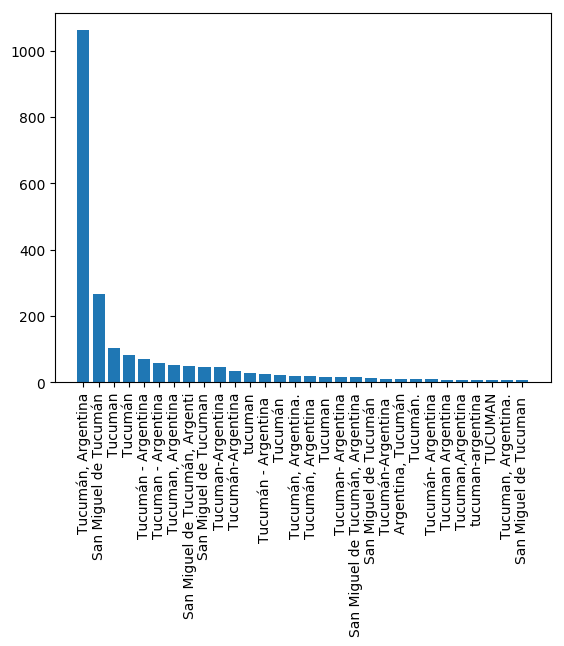 1000
800
600
400
200
0
Tucumán, Argentina
San Miguel de Tucumán
Tucuman
Tucumán
Tucumán - Argentina
Tucuman - Argentina
Tucuman, Argentina
San Miguel de Tucumán, Argenti
San Miguel de Tucuman
Tucuman-Argentina
Tucumán-Argentina
tucuman
Tucumán - Argentina
Tucumán
Tucumán, Argentina.
Tucumán, Argentina
Tucuman
Tucuman- Argentina
San Miguel de Tucumán, Argentina
San Miguel de Tucumán
Tucumán-Argentina
Argentina, Tucumán
Tucumán.
Tucumán- Argentina
Tucuman Argentina
Tucuman,Argentina
tucuman-argentina
TUCUMAN
Tucuman, Argentina.
San Miguel de Tucuman